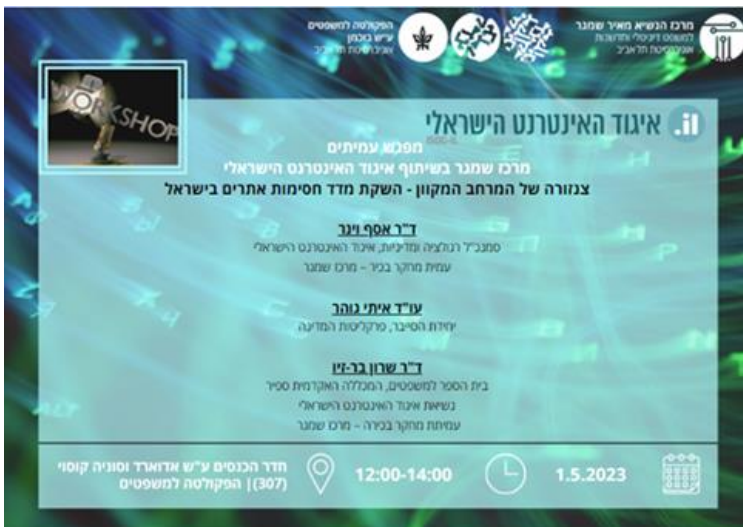 מרכז הנשיא מאיר שמגר
למשפט דיגיטלי וחדשנות
אוניברסיטת תל אביב
הפקולטה למשפטים
ע"ש בוכמן
אוניברסיטת תל אביב
WORKSHOP
.il איגוד האינטרנט הישראלי
ISOC-IL
מפגש עמיתים
מרכז שמגר בשיתוף איגוד האינטרנט הישראלי
צנזורה של המרחב המקוון - השקת מדד חסימות אתרים בישראל
ד"ר אסף וינר
סמנכ"ל רגולציה ומדיניות, איגוד האינטרנט הישראלי
עמית מחקר בכיר – מרכז שמגר
עו"ד איתי גוהר
יחידת הסייבר, פרקליטות המדינה
ד"ר שרון בר-זיו
בית הספר למשפטים, המכללה האקדמית ספיר
נשיאות איגוד האינטרנט הישראלי
עמיתת מחקר בכירה – מרכז שמגר
1.5.2023
12:00-14:00
חדר הכנסים ע"ש אדוארד וסוניה קוסוי
(307)| הפקולטה למשפטים